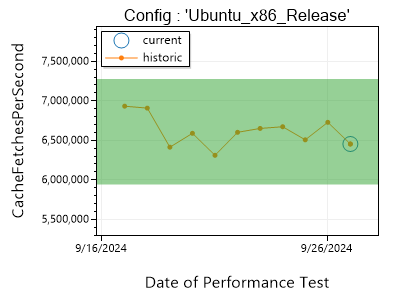 Config : 'Ubuntu_x86_Release'
current
historic
CacheFetchesPerSecond
7,500,000
7,000,000
6,500,000
6,000,000
5,500,000
9/16/2024
9/26/2024
Date of Performance Test